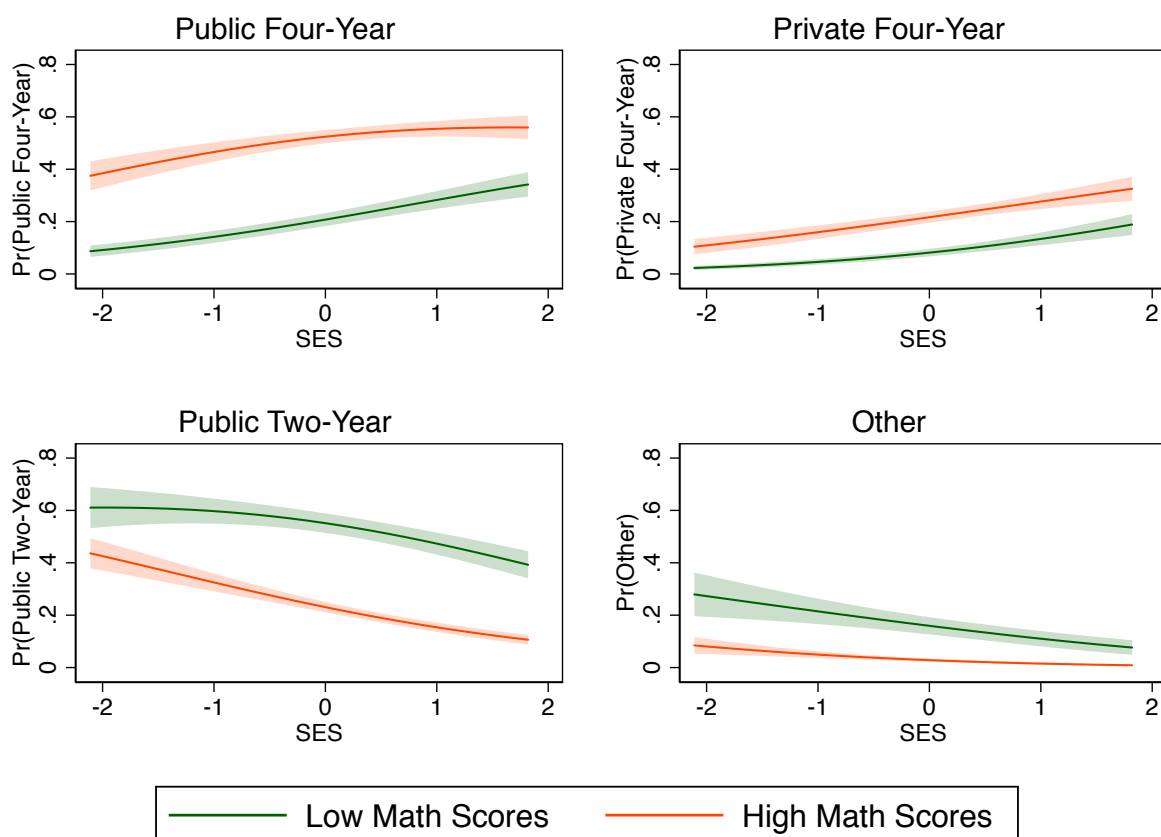 Public Four-Year
Pr(Public Four-Year)
.8
.6
.4
.2
0
-2 -1 0 1 2
SES
Private Four-Year
Pr(Private Four-Year)
.8
.6
.4
.2
0
-2 -1 0 1 2
SES
Public Two-Year
Pr(Public Two-Year)
.8
.6
.4
.2
0
-2 -1 0 1 2
SES
Other
Pr(Other)
.8
.6
.4
.2
0
-2 -1 0 1 2
SES
Low Math Scores
High Math Scores